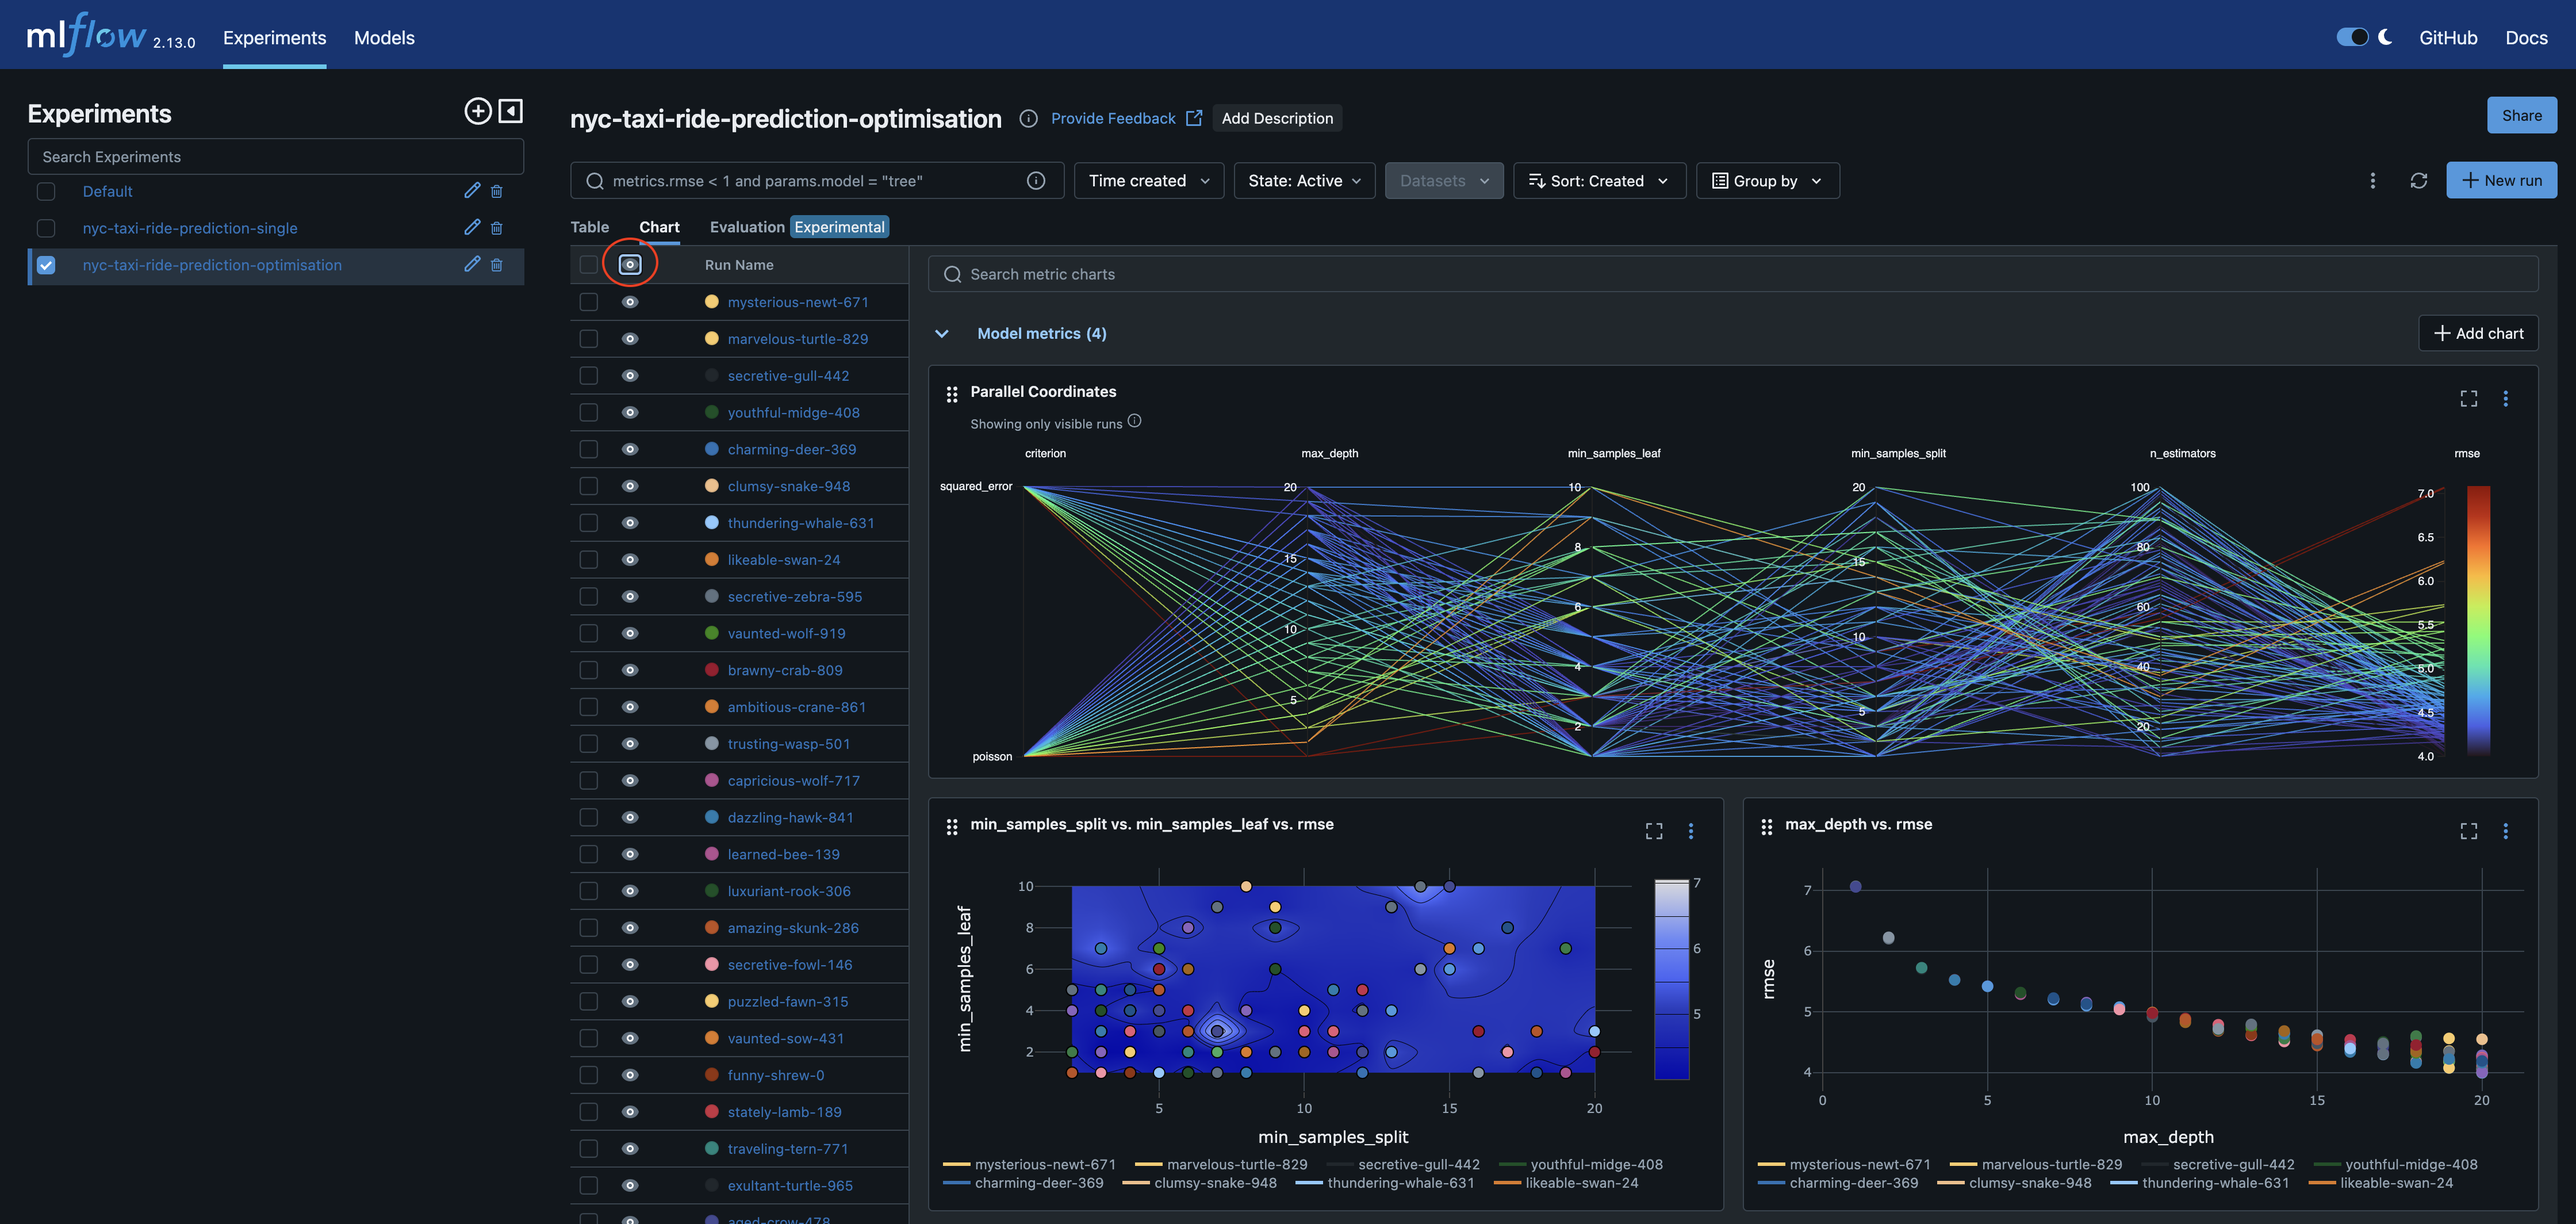 mlflow 2.13.0 Experiments Models GitHub Docs
Experiments
Search Experiments
Default
nyc-taxi-ride-prediction-single
nyc-taxi-ride-prediction-optimisation
nyc-taxi-ride-prediction-optimisation Provide Feedback Add Description Share
metrics.rmse < 1 and params.model = "tree" Time created State: Active Datasets Sort: Created Group by New run
Table Chart Evaluation Experimental
Run Name
mysterious-newt-671
marvelous-turtle-829
secretive-gull-442
youthful-midge-408
charming-deer-369
clumsy-snake-948
thundering-whale-631
likeable-swan-24
secretive-zebra-595
vaunted-wolf-919
brawny-crab-809
ambitious-crane-861
trusting-wasp-501
capricious-wolf-717
dazzling-hawk-841
learned-bee-139
luxuriant-rook-306
amazing-skunk-286
secretive-fowl-146
puzzled-fawn-315
vaunted-sow-431
funny-shrew-0
stately-lamb-189
traveling-tern-771
exultant-turtle-965
aged-crow-478
Search metric charts
Model metrics (4) Add chart
Parallel Coordinates
Showing only visible runs
criterion max_depth min_samples_leaf min_samples_split n_estimators rmse
squared_error
poisson
20
15
10
5
10
8
6
4
2
20
15
10
5
100
80
60
40
20
7.0
6.5
6.0
5.5
5.0
4.5
4.0
min_samples_split vs. min_samples_leaf vs. rmse
10
8
6
4
2
min_samples_leaf
5 10 15 20
min_samples_split
7
6
5
mysterious-newt-671 marvelous-turtle-829 secretive-gull-442 youthful-midge-408
charming-deer-369 clumsy-snake-948 thundering-whale-631 likeable-swan-24
max_depth vs. rmse
7
6
5
4
rmse
0 5 10 15 20
max_depth
mysterious-newt-671 marvelous-turtle-829 secretive-gull-442 youthful-midge-408
charming-deer-369 clumsy-snake-948 thundering-whale-631 likeable-swan-24